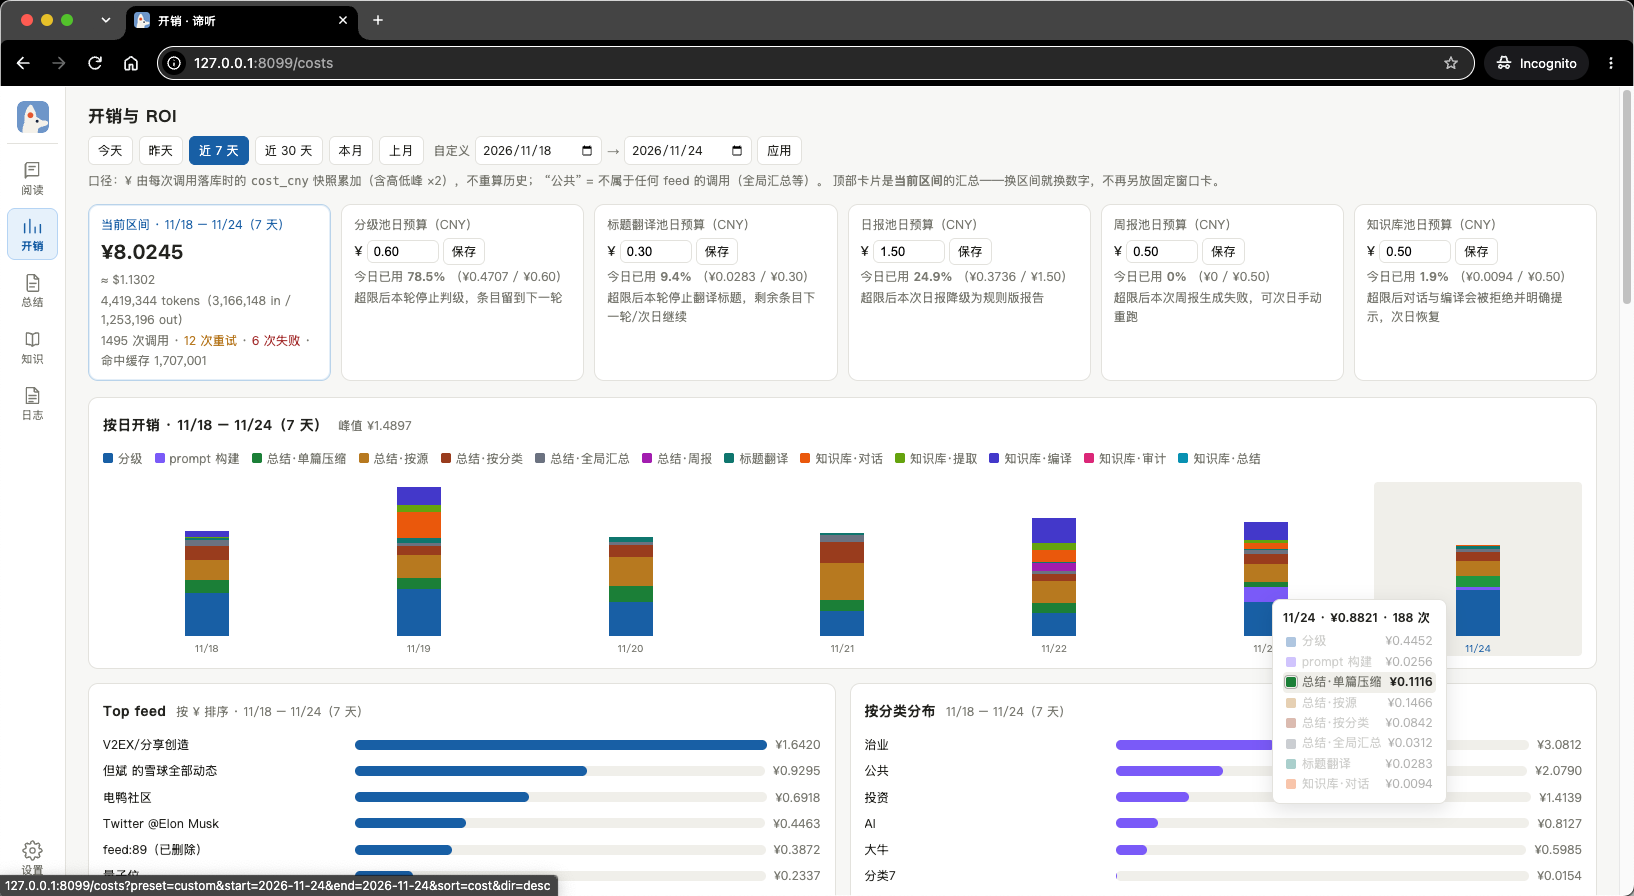 开销 · 谛听
127.0.0.1:8099/costs
Incognito
阅读
开销
总结
知识
日志
设置
开销与 ROI
今天 昨天 近 7 天 近 30 天 本月 上月 自定义 2026/11/18 → 2026/11/24 应用
口径：¥ 由每次调用落库时的 cost_cny 快照累加（含高低峰 ×2），不重算历史；“公共” = 不属于任何 feed 的调用（全局汇总等）。顶部卡片是当前区间的汇总——换区间就换数字，不再另放固定窗口卡。
当前区间 · 11/18 — 11/24（7 天）
¥8.0245
≈ $1.1302
4,419,344 tokens（3,166,148 in /
1,253,196 out）
1495 次调用 · 12 次重试 · 6 次失败 ·
命中缓存 1,707,001
分级池日预算（CNY）
¥ 0.60 保存
今日已用 78.5% （¥0.4707 / ¥0.60）
超限后本轮停止判级，条目留到下一轮
标题翻译池日预算（CNY）
¥ 0.30 保存
今日已用 9.4% （¥0.0283 / ¥0.30）
超限后本轮停止翻译标题，剩余条目下
一轮/次日继续
日报池日预算（CNY）
¥ 1.50 保存
今日已用 24.9% （¥0.3736 / ¥1.50）
超限后本次日报降级为规则版报告
周报池日预算（CNY）
¥ 0.50 保存
今日已用 0% （¥0 / ¥0.50）
超限后本次周报生成失败，可次日手动
重跑
知识库池日预算（CNY）
¥ 0.50 保存
今日已用 1.9% （¥0.0094 / ¥0.50）
超限后对话与编译会被拒绝并明确提
示，次日恢复
按日开销 · 11/18 — 11/24（7 天） 峰值 ¥1.4897
分级 prompt 构建 总结·单篇压缩 总结·按源 总结·按分类 总结·全局汇总 总结·周报 标题翻译 知识库·对话 知识库·提取 知识库·编译 知识库·审计 知识库·总结
11/18 11/19 11/20 11/21 11/22 11/2 11/24
11/24 · ¥0.8821 · 188 次
分级 ¥0.4452
prompt 构建 ¥0.0256
总结·单篇压缩 ¥0.1116
总结·按源 ¥0.1466
总结·按分类 ¥0.0842
总结·全局汇总 ¥0.0312
标题翻译 ¥0.0283
知识库·对话 ¥0.0094
Top feed 按 ¥ 排序 · 11/18 — 11/24（7 天）
V2EX/分享创造 ¥1.6420
但斌 的雪球全部动态 ¥0.9295
电鸭社区 ¥0.6918
Twitter @Elon Musk ¥0.4463
feed:89（已删除） ¥0.3872
量子位 ¥0.2337
按分类分布 11/18 — 11/24（7 天）
治业 ¥3.0812
公共 ¥2.0790
投资 ¥1.4139
AI ¥0.8127
大牛 ¥0.5985
分类7 ¥0.0154
127.0.0.1:8099/costs?preset=custom&start=2026-11-24&end=2026-11-24&sort=cost&dir=desc